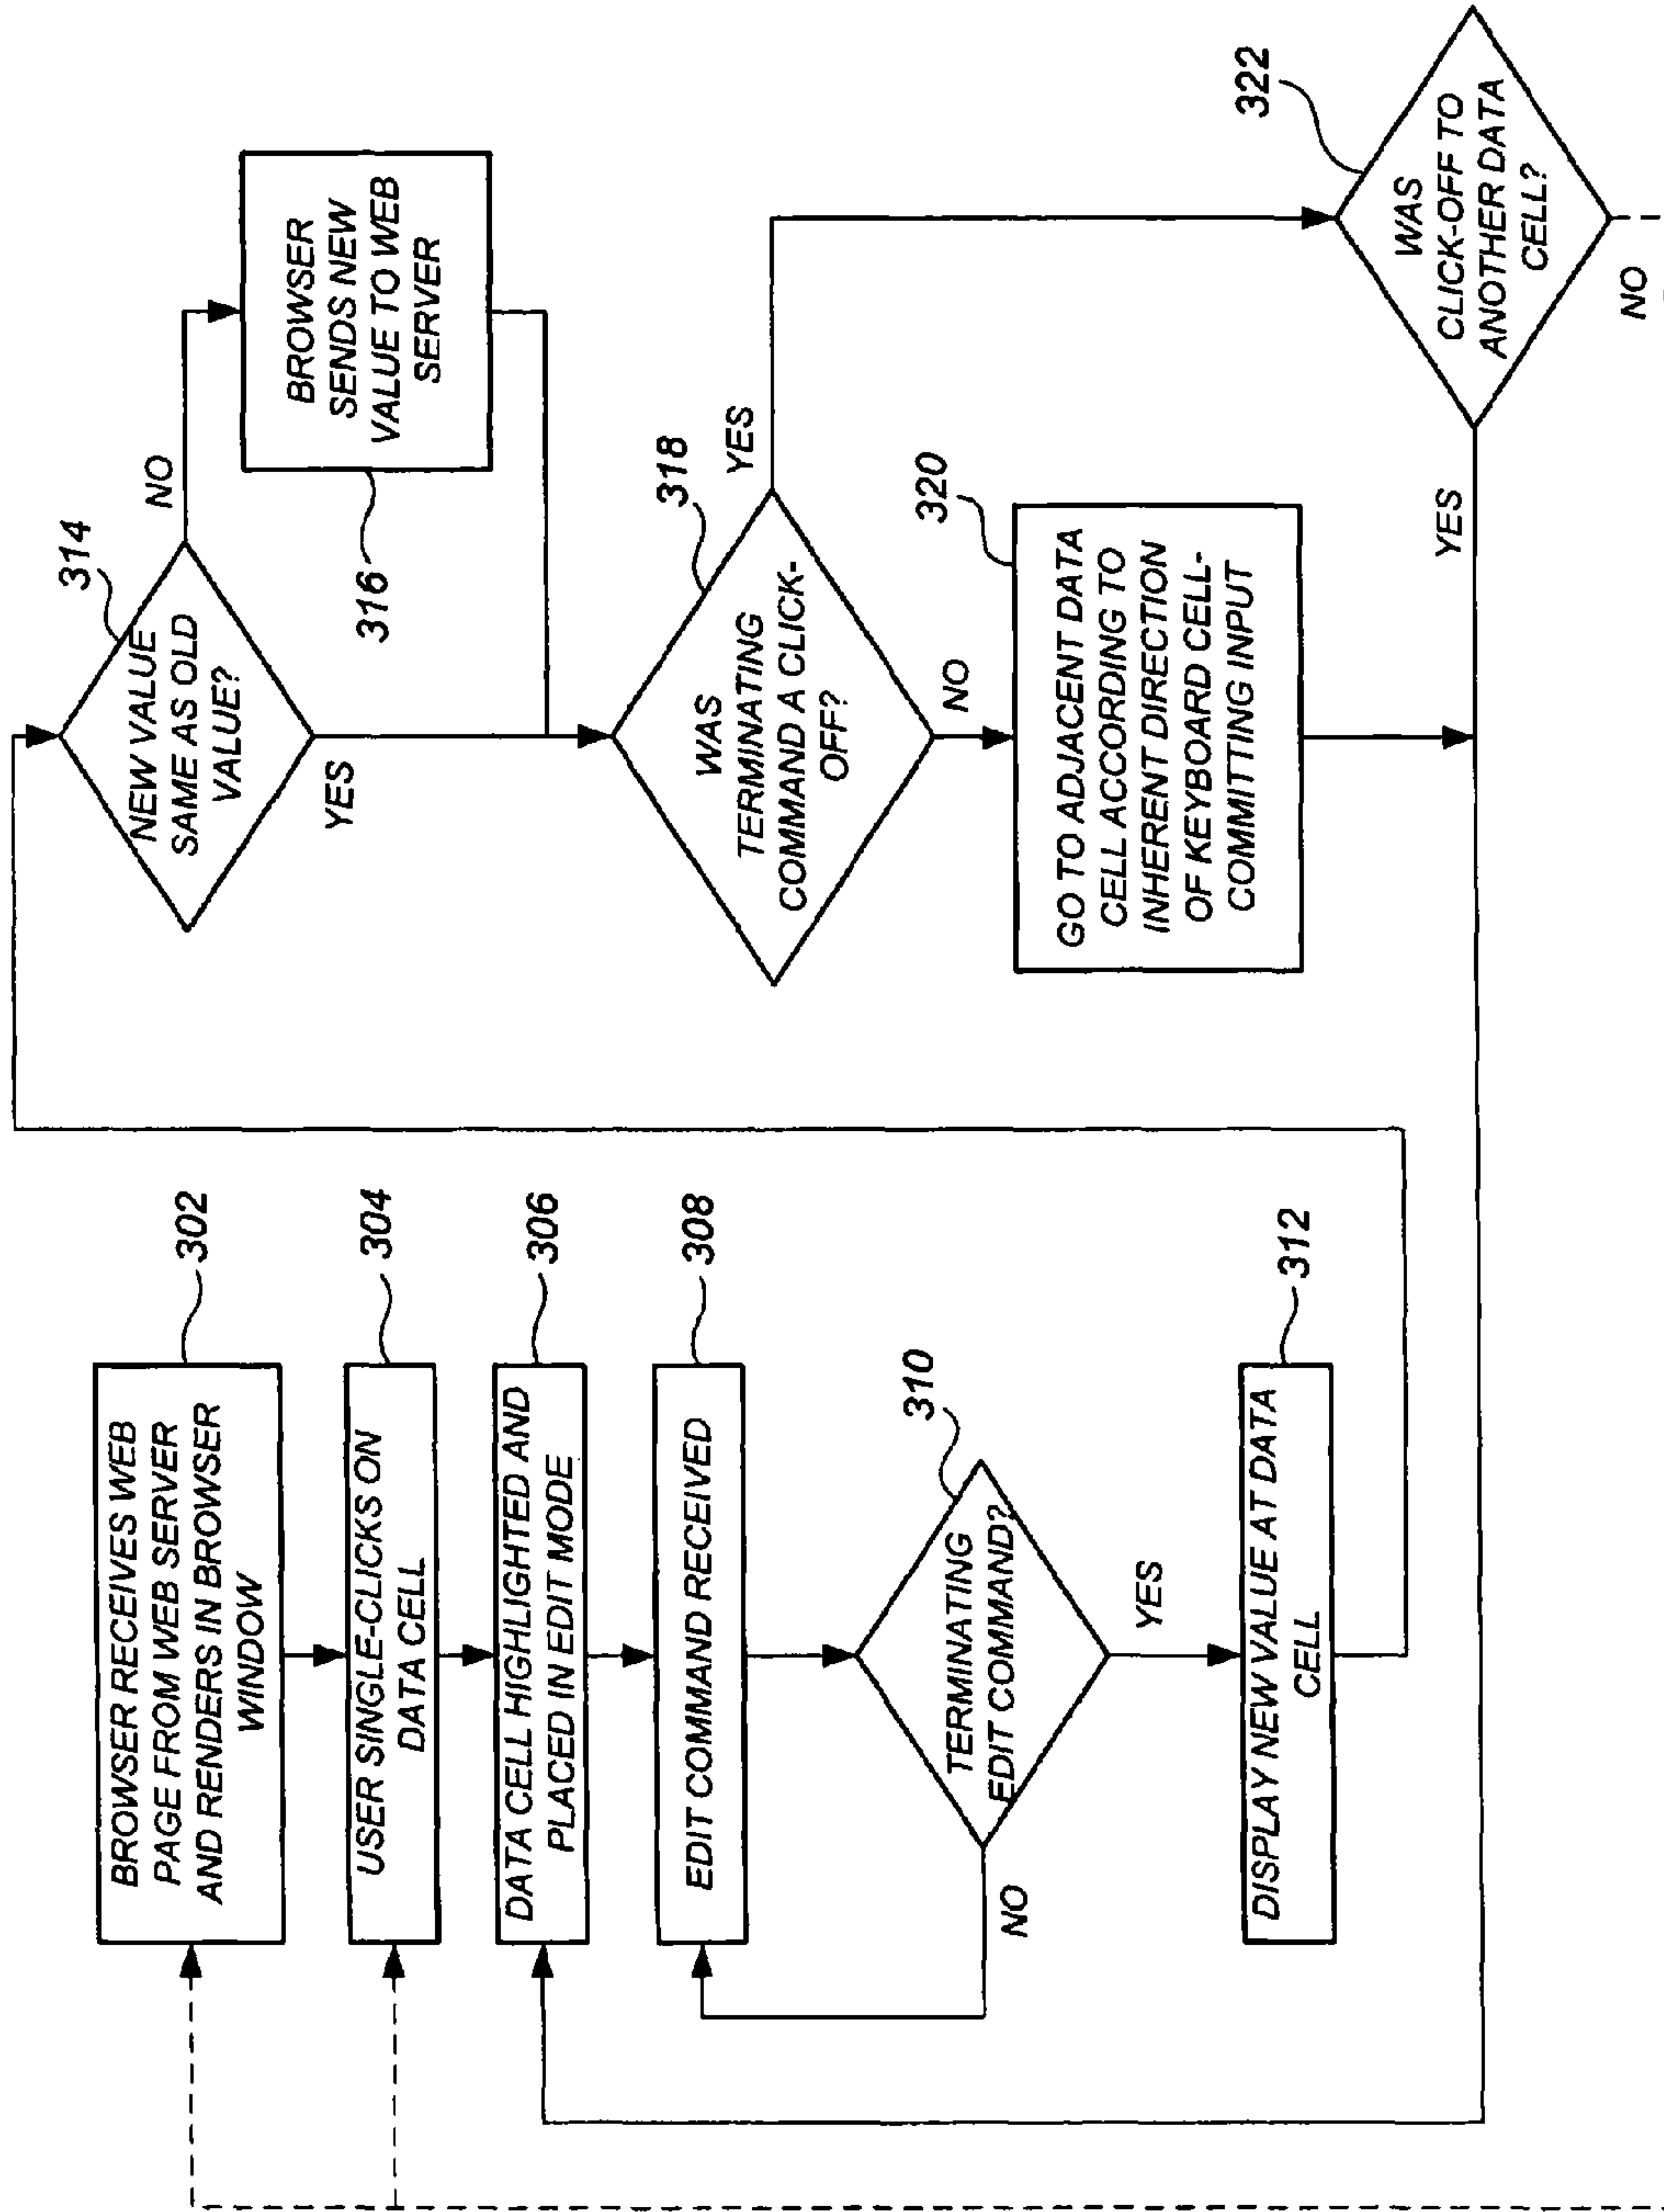 BROWSER RECEIVES WEB
PAGE FROM WEB SERVER
AND RENDERS IN BROWSER
WINDOW
302
USER SINGLE-CLICKS ON
DATA CELL
304
DATA CELL HIGHLIGHTED AND
PLACED IN EDIT MODE
306
EDIT COMMAND RECEIVED
308
TERMINATING
EDIT COMMAND?
310
NO
YES
DISPLAY NEW VALUE AT DATA
CELL
312
NEW VALUE
SAME AS OLD
VALUE?
314
NO
YES
BROWSER
SENDS NEW
VALUE TO WEB
SERVER
316
WAS
TERMINATING
COMMAND A CLICK-
OFF?
318
YES
NO
GO TO ADJACENT DATA
CELL ACCORDING TO
INHERENT DIRECTION
OF KEYBOARD CELL-
COMMITTING INPUT
320
WAS
CLICK-OFF TO
ANOTHER DATA
CELL?
322
YES
NO